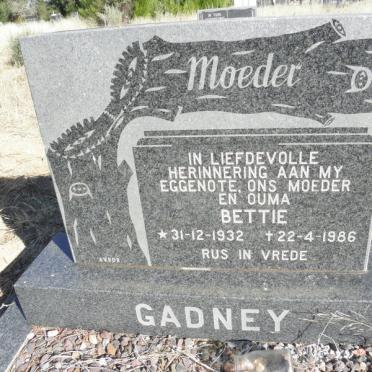 Moeder
IN LIEFDEVOLLE
HERINNERING AAN MY
EGGENOTE, ONS MOEDER
EN OUMA
BETTIE
*31-12-1932 †22-4-1986
RUS IN VREDE
GADNEY